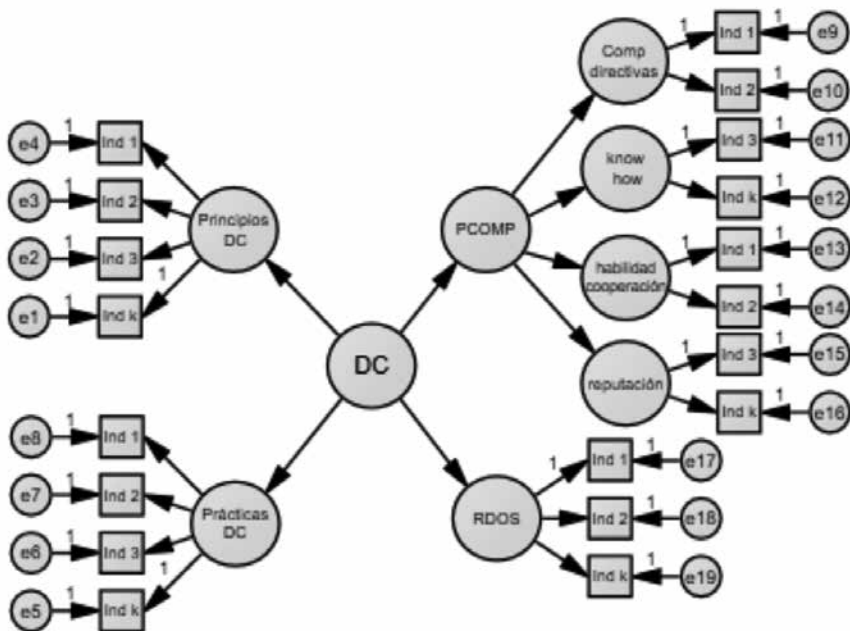 e4 1 Ind 1
e3 1 Ind 2
e2 1 Ind 3
e1 1 Ind k
1
Principios
DC
e8 1 Ind 1
e7 1 Ind 2
e6 1 Ind 3
e5 1 Ind k
1
Prácticas
DC
DC
PCOMP
Comp
directivas
1 Ind 1 1 e9
Ind 2 1 e10
know
how
1 Ind 3 1 e11
Ind k 1 e12
habilidad
cooperación
1 Ind 1 1 e13
Ind 2 1 e14
reputación
1 Ind 3 1 e15
Ind k 1 e16
RDOS
1 Ind 1 1 e17
Ind 2 1 e18
Ind k 1 e19